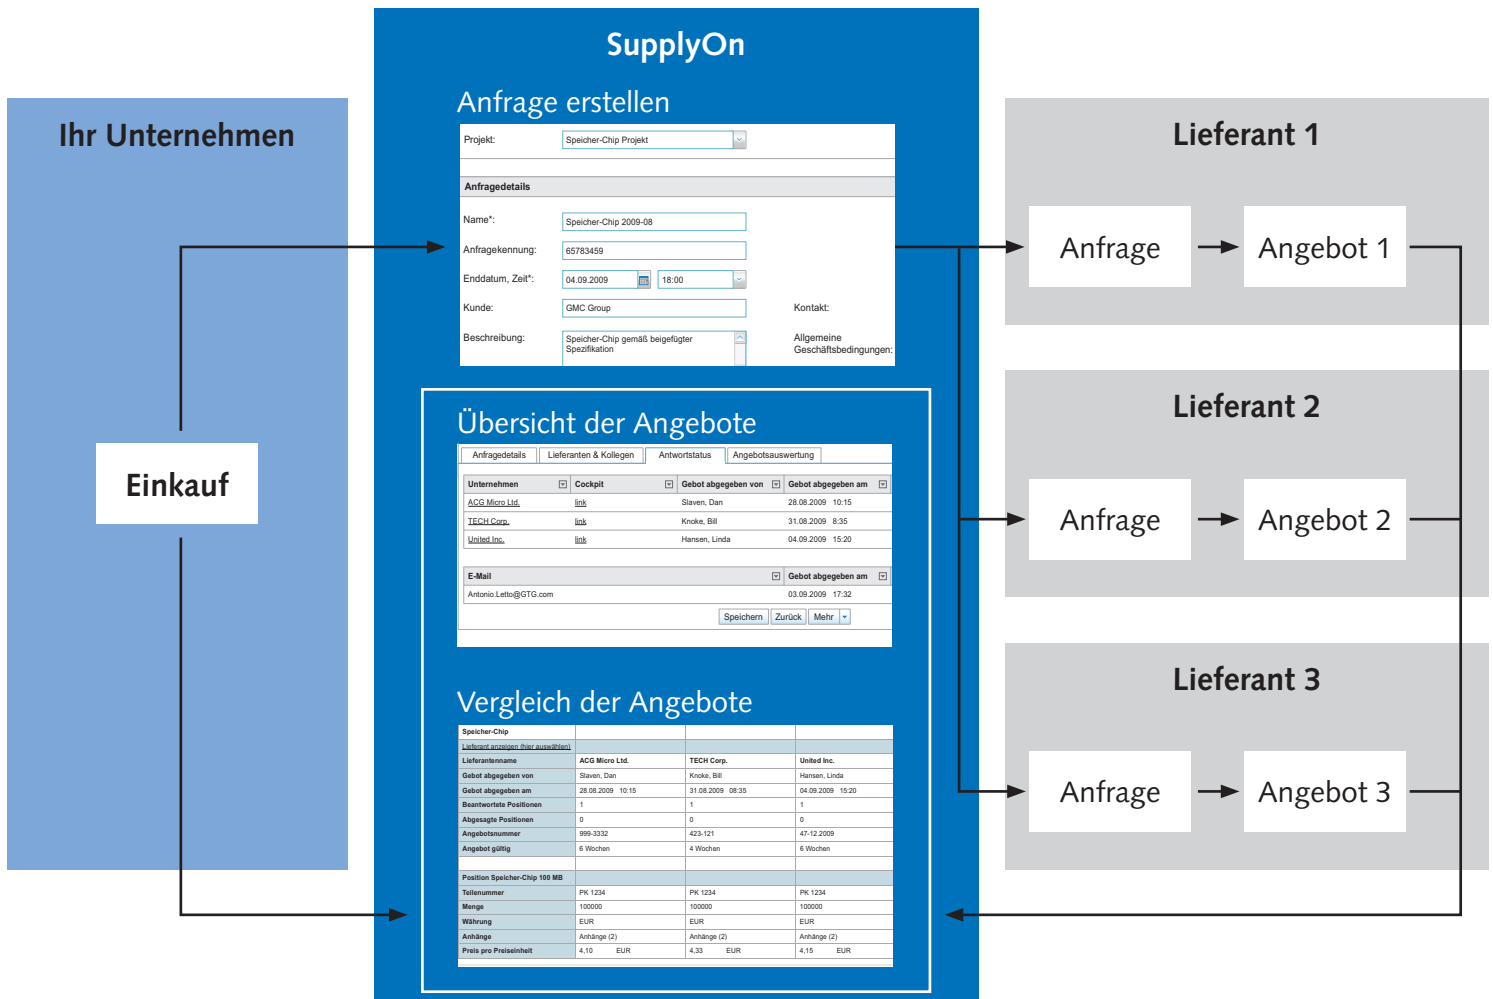 SupplyOn
Ihr Unternehmen
Einkauf
Anfrage erstellen
Projekt: Speicher-Chip Projekt
Anfragedetails
Name*: Speicher-Chip 2009-08
Anfragekennung: 65783459
Enddatum, Zeit*: 04.09.2009 18:00
Kunde: GMC Group Kontakt:
Beschreibung: Speicher-Chip gemäß beigefügter Allgemeine
Spezifikation Geschäftsbedingungen:
Übersicht der Angebote
Anfragedetails Lieferanten & Kollegen Antwortstatus Angebotsauswertung
Unternehmen Cockpit Gebot abgegeben von Gebot abgegeben am
ACG Micro Ltd. link Slaven, Dan 28.08.2009 10:15
TECH Corp. link Knoke, Bill 31.08.2009 8:35
United Inc. link Hansen, Linda 04.09.2009 15:20
E-Mail Gebot abgegeben am
Antonio.Letto@GTG.com 03.09.2009 17:32
Speichern Zurück Mehr
Vergleich der Angebote
Speicher-Chip
Lieferant anzeigen (hier auswählen)
Lieferantenname ACG Micro Ltd. TECH Corp. United Inc.
Gebot abgegeben von Slaven, Dan Knoke, Bill Hansen, Linda
Gebot abgegeben am 28.08.2009 10:15 31.08.2009 08:35 04.09.2009 15:20
Beantwortete Positionen 1 1 1
Abgesagte Positionen 0 0 0
Angebotsnummer 999-3332 423-121 47-12.2009
Angebot gültig 6 Wochen 4 Wochen 6 Wochen
Position Speicher-Chip 100 MB
Teilenummer PK 1234 PK 1234 PK 1234
Menge 100000 100000 100000
Währung EUR EUR EUR
Anhänge Anhänge (2) Anhänge (2) Anhänge (2)
Preis pro Preiseinheit 4,10 EUR 4,33 EUR 4,15 EUR
Lieferant 1
Anfrage Angebot 1
Lieferant 2
Anfrage Angebot 2
Lieferant 3
Anfrage Angebot 3